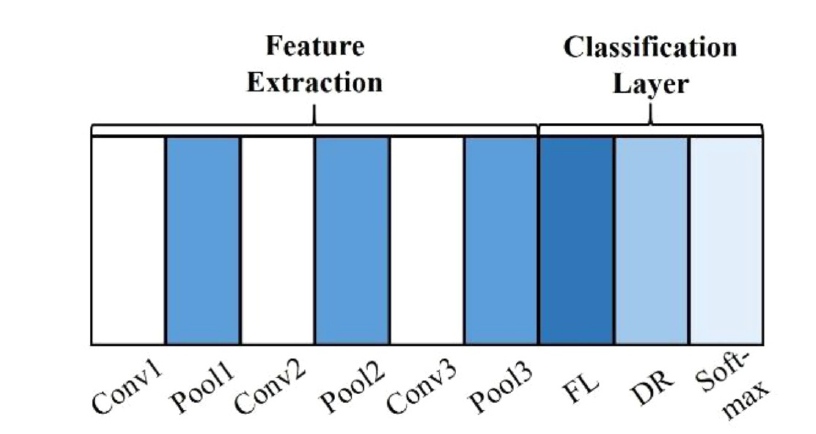 Feature
Extraction
Classification
Layer
Conv1
Pool1
Conv2
Pool2
Conv3
Pool3
FL
DR
Soft-
max